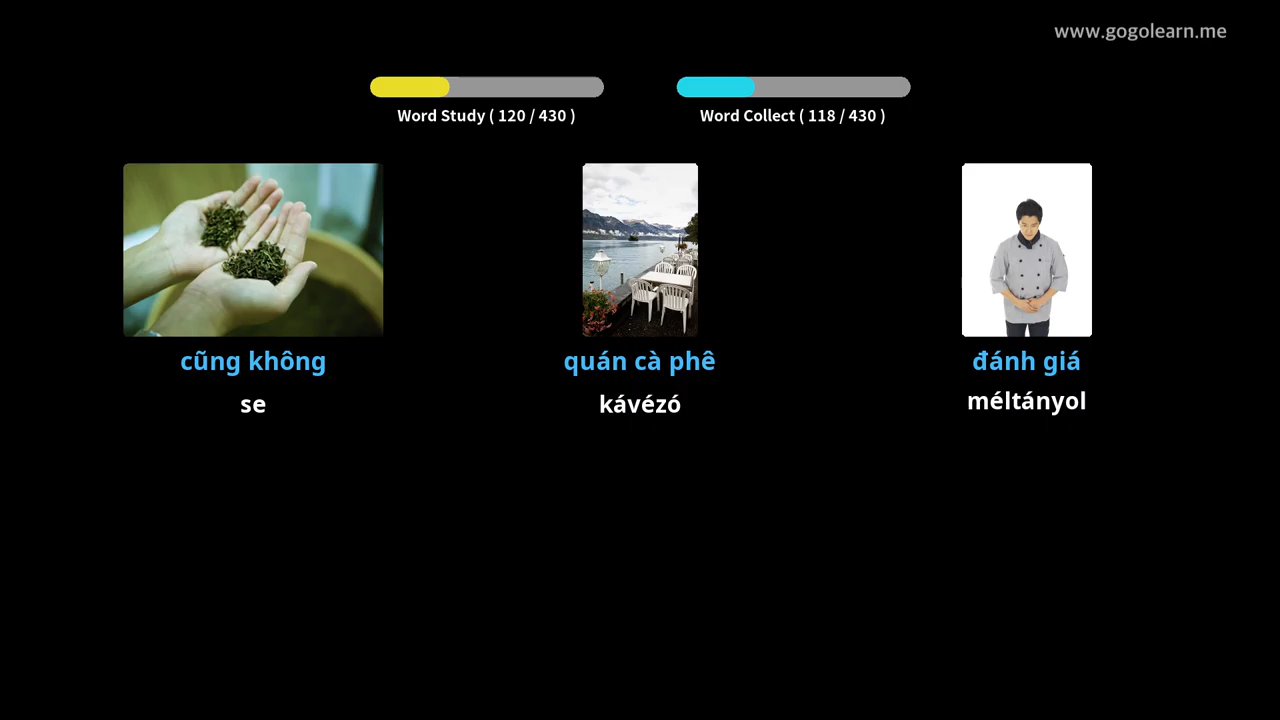 www.gogolearn.me
Word Study ( 120 / 430 )
Word Collect ( 118 / 430 )
cũng không
se
quán cà phê
kávézó
đánh giá
méltányol